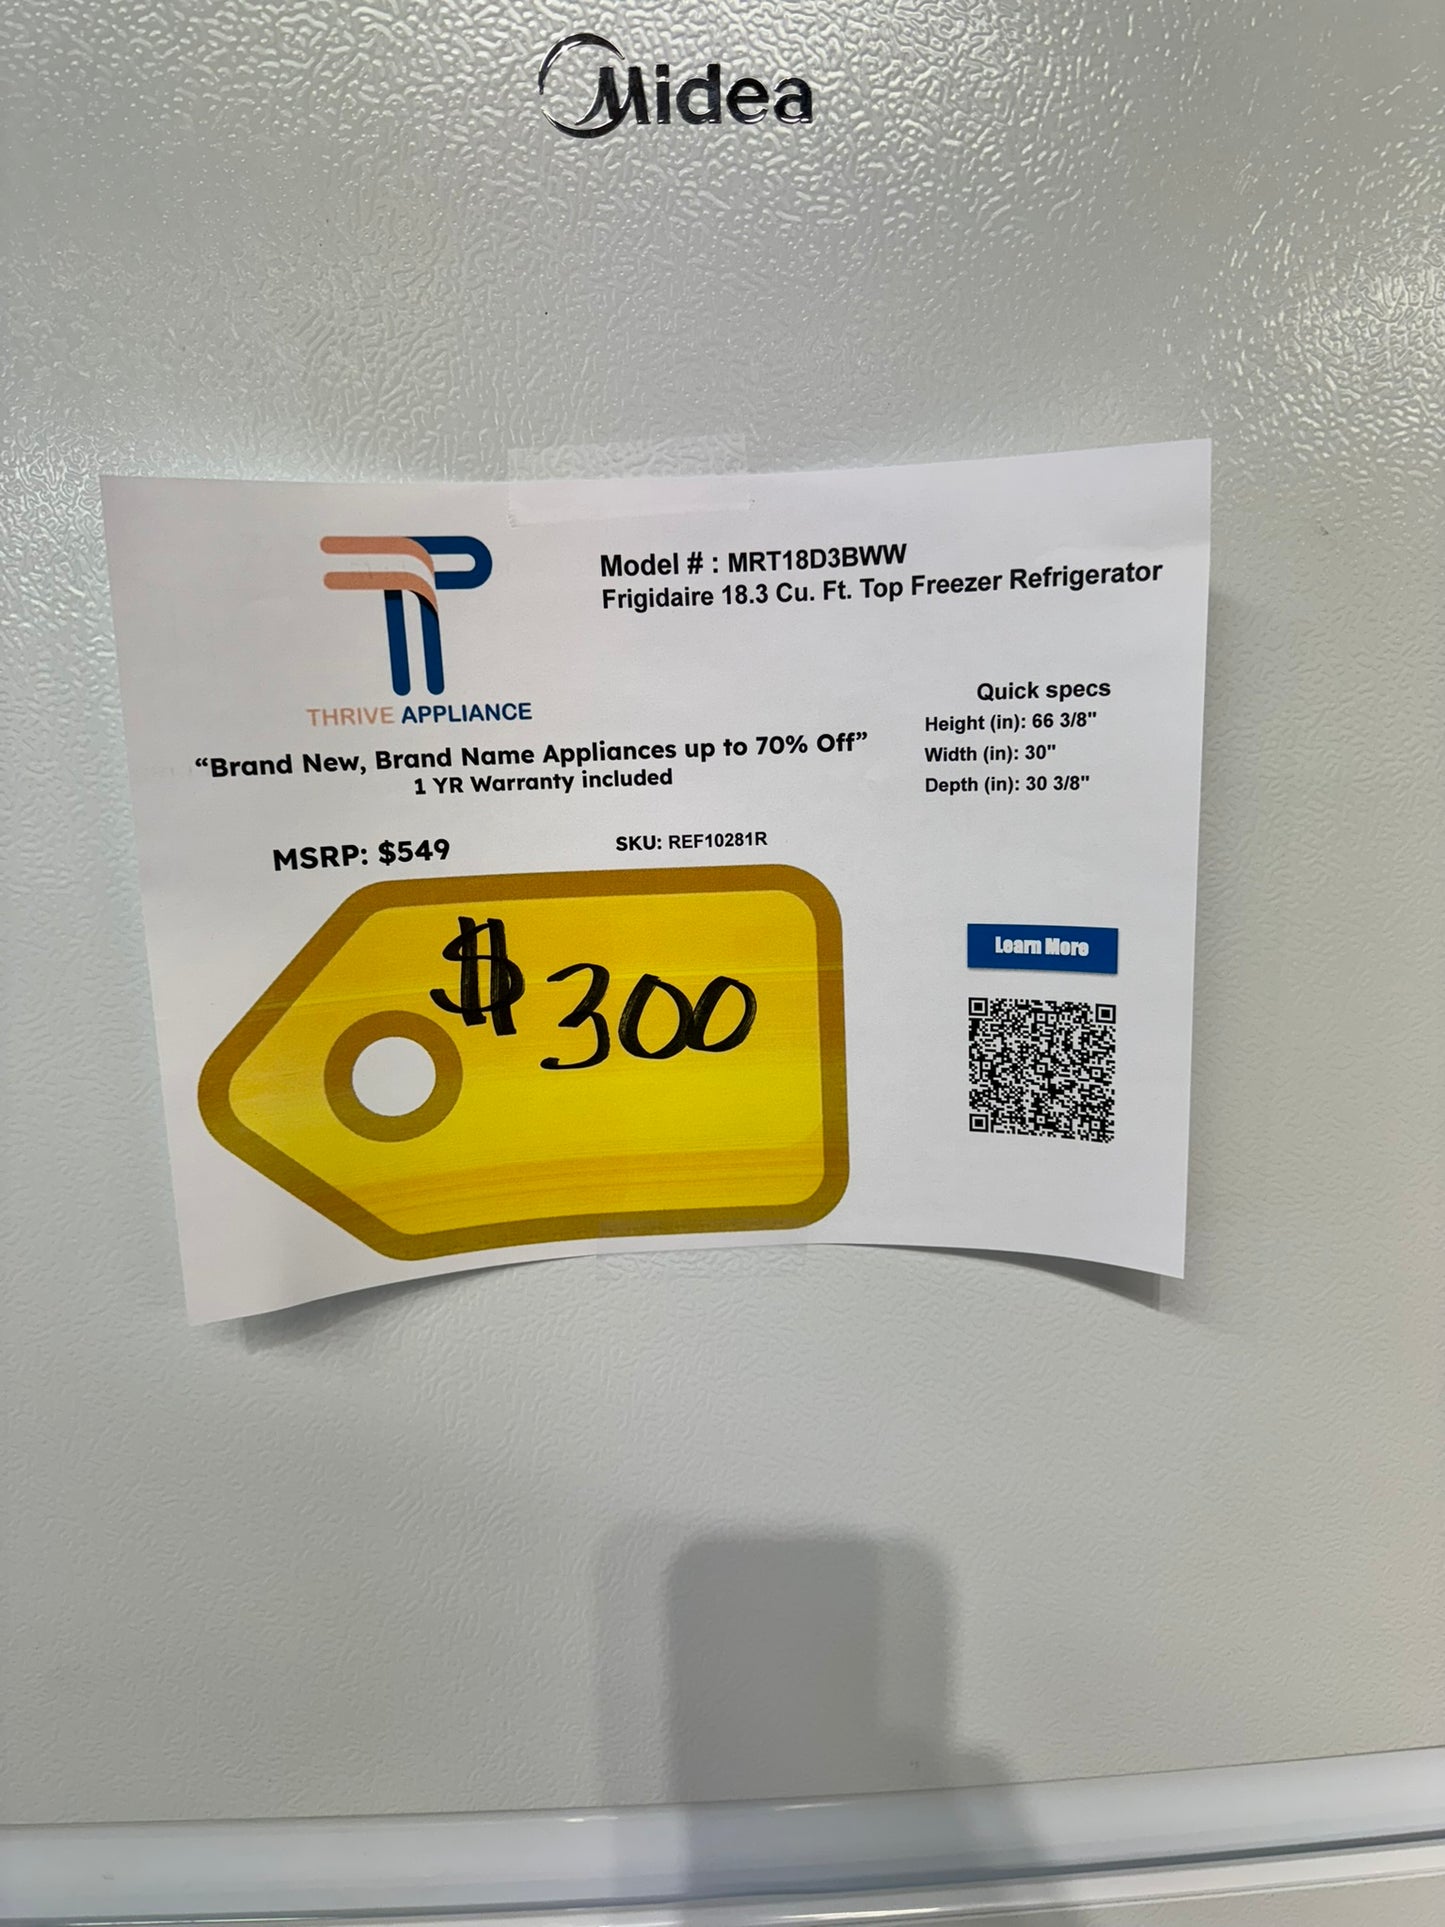 Midea
Model # : MRT18D3BWW
Frigidaire 18.3 Cu. Ft. Top Freezer Refrigerator
THRIVE APPLIANCE
“Brand New, Brand Name Appliances up to 70% Off”
1 YR Warranty included
Quick specs
Height (in): 66 3/8"
Width (in): 30"
Depth (in): 30 3/8"
MSRP: $549
SKU: REF10281R
$300
Learn More